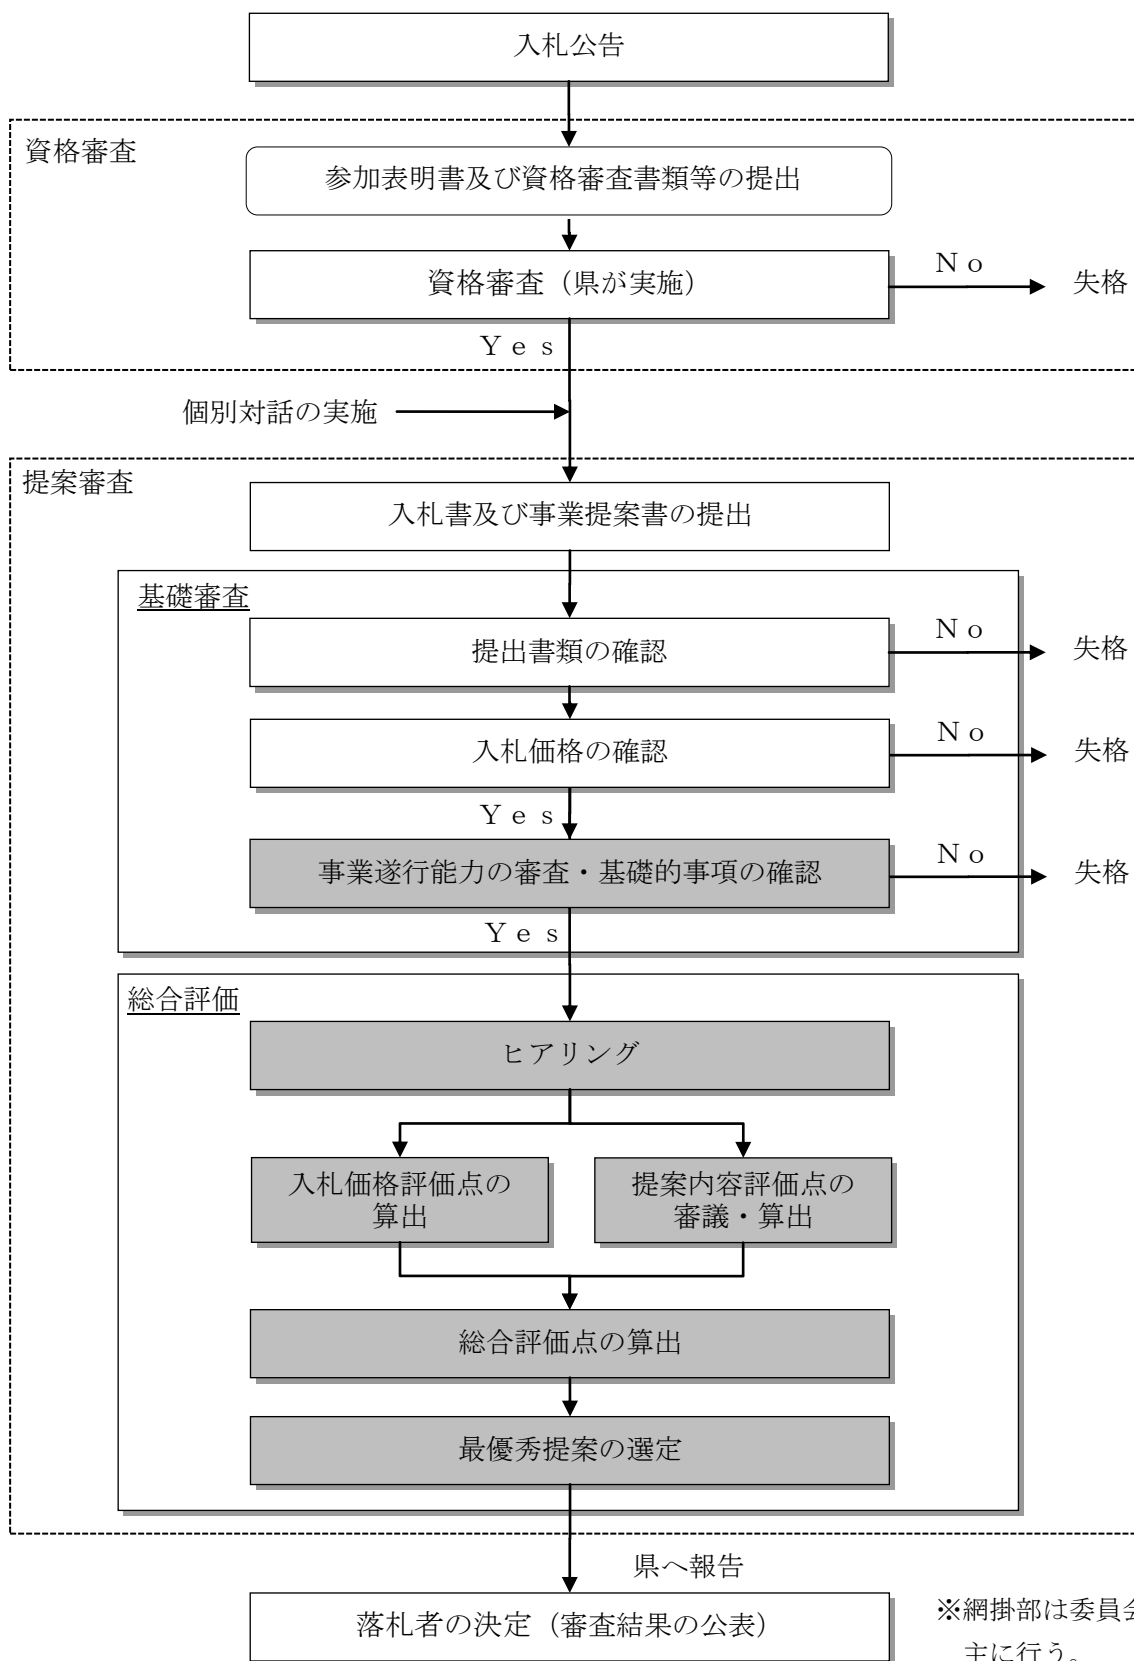 入札公告
資格審査
参加表明書及び資格審査書類等の提出
資格審査（県が実施）
Ｎｏ
失格
Ｙｅｓ
個別対話の実施
提案審査
入札書及び事業提案書の提出
基礎審査
提出書類の確認
Ｎｏ
失格
入札価格の確認
Ｎｏ
失格
Ｙｅｓ
事業遂行能力の審査・基礎的事項の確認
Ｎｏ
失格
Ｙｅｓ
総合評価
ヒアリング
入札価格評価点の
算出
提案内容評価点の
審議・算出
総合評価点の算出
最優秀提案の選定
県へ報告
落札者の決定（審査結果の公表）
※網掛部は委員会
主に行う。